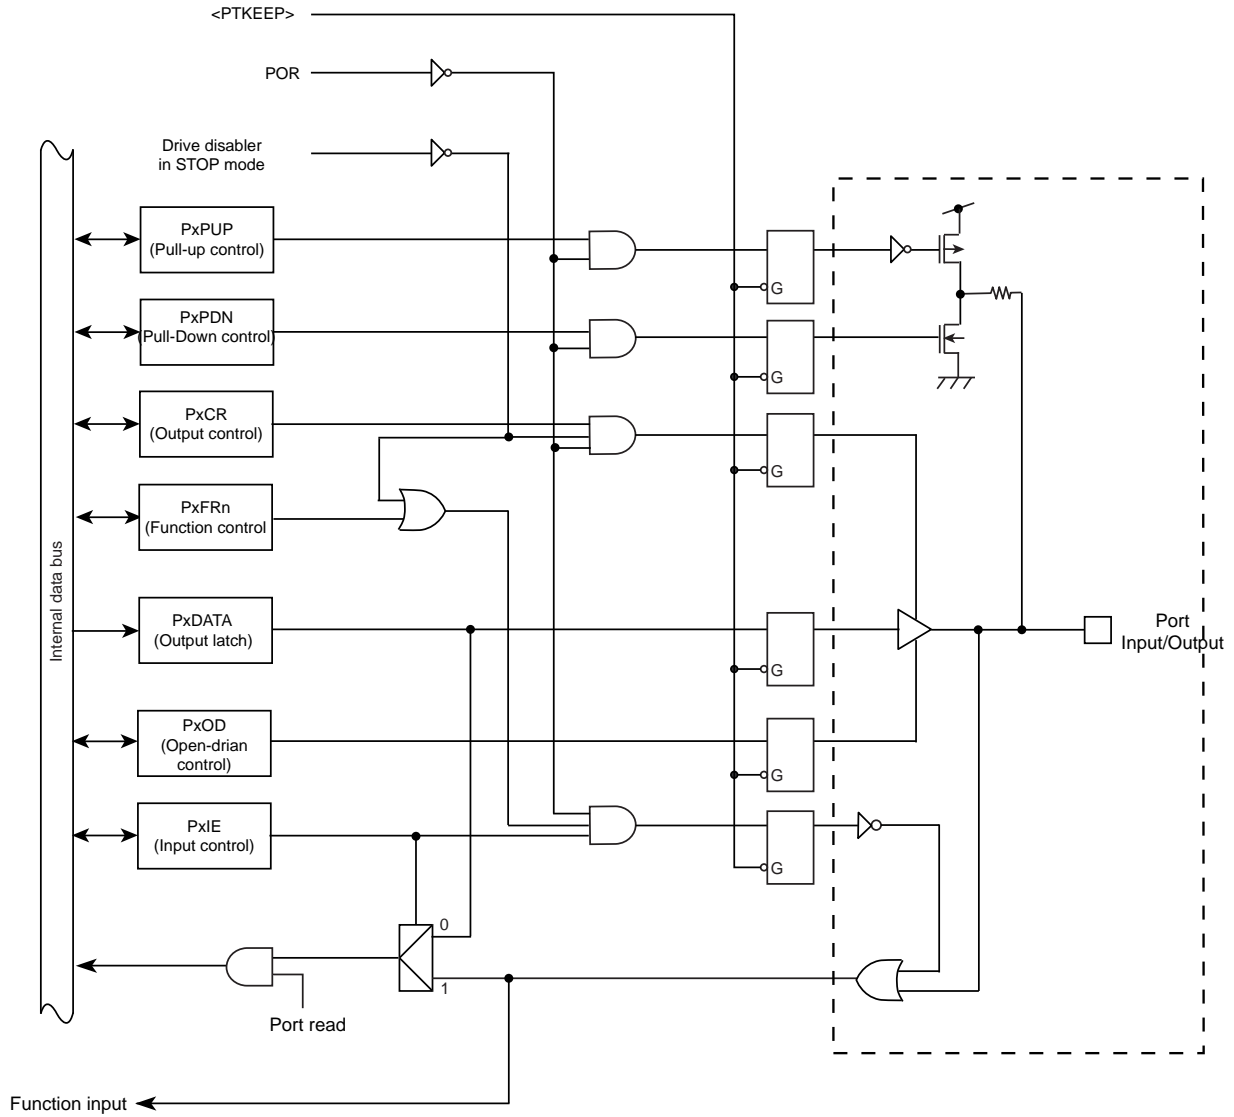 <PTKEEP>
POR
Drive disabler
in STOP mode
PxPUP
(Pull-up control)
G
PxPDN
(Pull-Down control)
G
PxCR
(Output control)
G
PxFRn
(Function control
Internal data bus
PxDATA
(Output latch)
G
Port
Input/Output
PxOD
(Open-drian
control)
G
PxIE
(Input control)
G
0
1
Port read
Function input